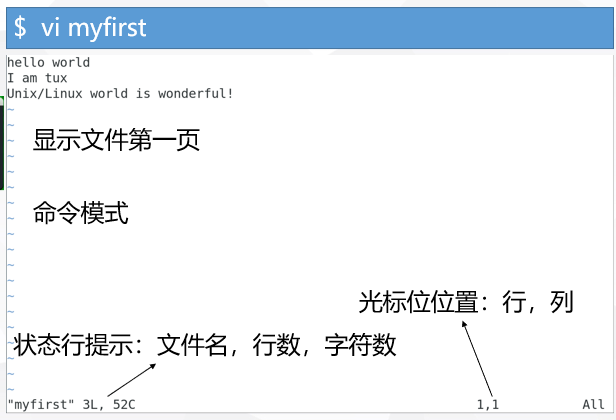 $ vi myfirst
hello world
I am tux
Unix/Linux world is wonderful!
~
~
显示文件第一页
~
~
~
~
~
命令模式
~
~
~
~
~
光标位位置：行，列
~
~
状态行提示：文件名，行数，字符数
~
~
~
~
"myfirst" 3L, 52C 1,1 All